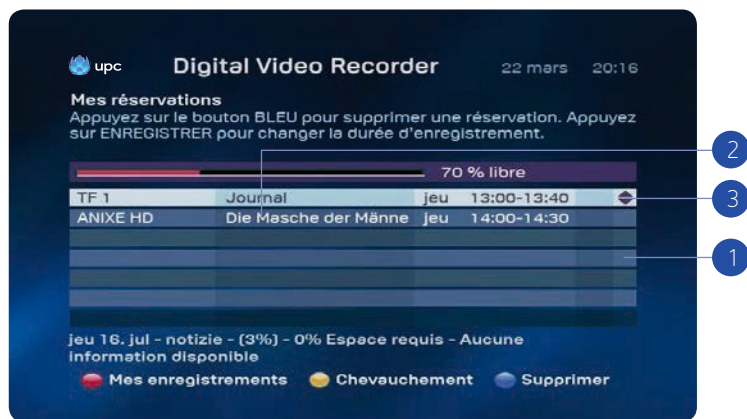 upc Digital Video Recorder 22 mars 20:16
Mes réservations
Appuyez sur le bouton BLEU pour supprimer une réservation. Appuyez
sur ENREGISTRER pour changer la durée d'enregistrement.
70 % libre
2
TF 1 Journal jeu 13:00-13:40
3
ANIXE HD Die Masche der Männe jeu 14:00-14:30
1
jeu 16. jul - notizie - (3%) - 0% Espace requis - Aucune
information disponible
Mes enregistrements Chevauchement Supprimer